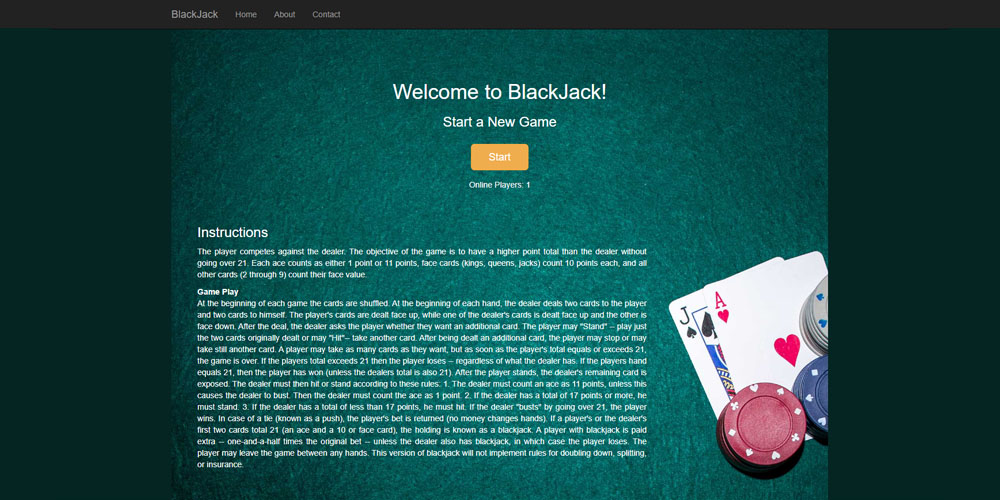 BlackJack Home About Contact
Welcome to BlackJack!
Start a New Game
Start
Online Players: 1
Instructions
The player competes against the dealer. The objective of the game is to have a higher point total than the dealer without
going over 21. Each ace counts as either 1 point or 11 points, face cards (kings, queens, jacks) count 10 points each, and all
other cards (2 through 9) count their face value.
Game Play
At the beginning of each game the cards are shuffled. At the beginning of each hand, the dealer deals two cards to the player
and two cards to himself. The player's cards are dealt face up, while one of the dealer's cards is dealt face up and the other is
face down. After the deal, the dealer asks the player whether they want an additional card. The player may "Stand" -- play just
the two cards originally dealt or may "Hit"-- take another card. After being dealt an additional card, the player may stop or may
take still another card. A player may take as many cards as they want, but as soon as the player's total equals or exceeds 21,
the game is over. If the players total exceeds 21 then the player loses -- regardless of what the dealer has. If the players hand
equals 21, then the player has won (unless the dealers total is also 21). After the player stands, the dealer's remaining card is
exposed. The dealer must then hit or stand according to these rules: 1. The dealer must count an ace as 11 points, unless this
causes the dealer to bust. Then the dealer must count the ace as 1 point. 2. If the dealer has a total of 17 points or more, he
must stand. 3. If the dealer has a total of less than 17 points, he must hit. If the dealer "busts" by going over 21, the player
wins. In case of a tie (known as a push), the player's bet is returned (no money changes hands). If a player's or the dealer's
first two cards total 21 (an ace and a 10 or face card), the holding is known as a blackjack. A player with blackjack is paid
extra -- one-and-a-half times the original bet -- unless the dealer also has blackjack, in which case the player loses. The
player may leave the game between any hands. This version of blackjack will not implement rules for doubling down, splitting,
or insurance.
J
A